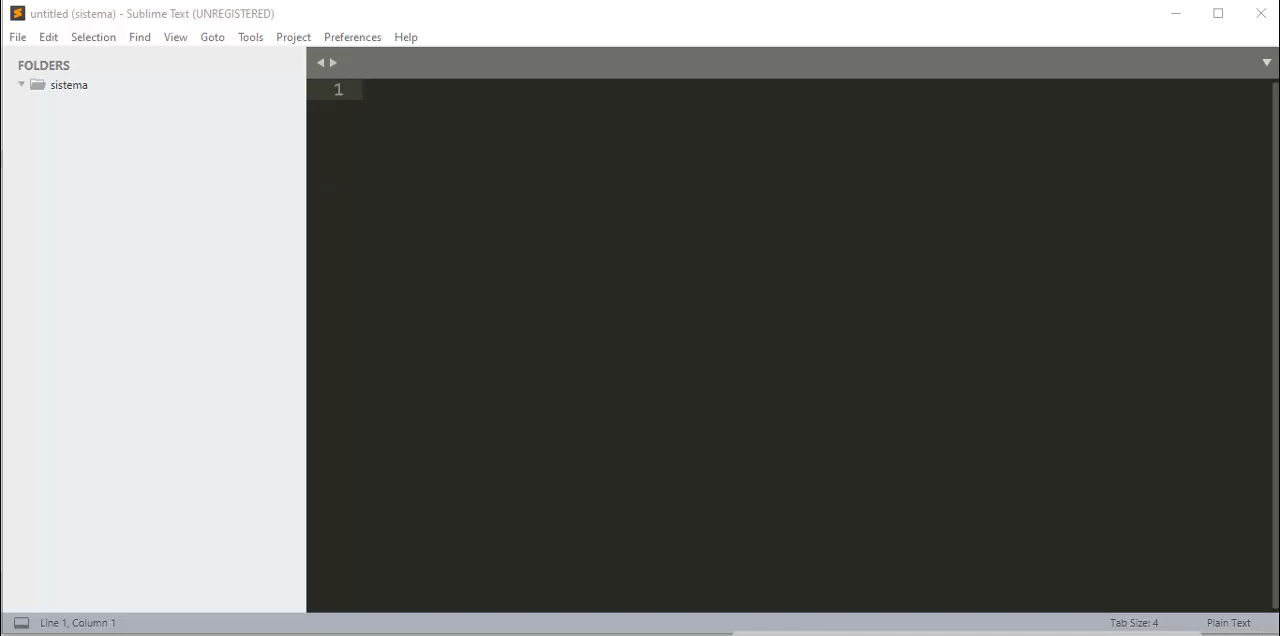 untitled (sistema) - Sublime Text (UNREGISTERED)
File Edit Selection Find View Goto Tools Project Preferences Help
FOLDERS
sistema
1
Line 1, Column 1
Tab Size: 4
Plain Text